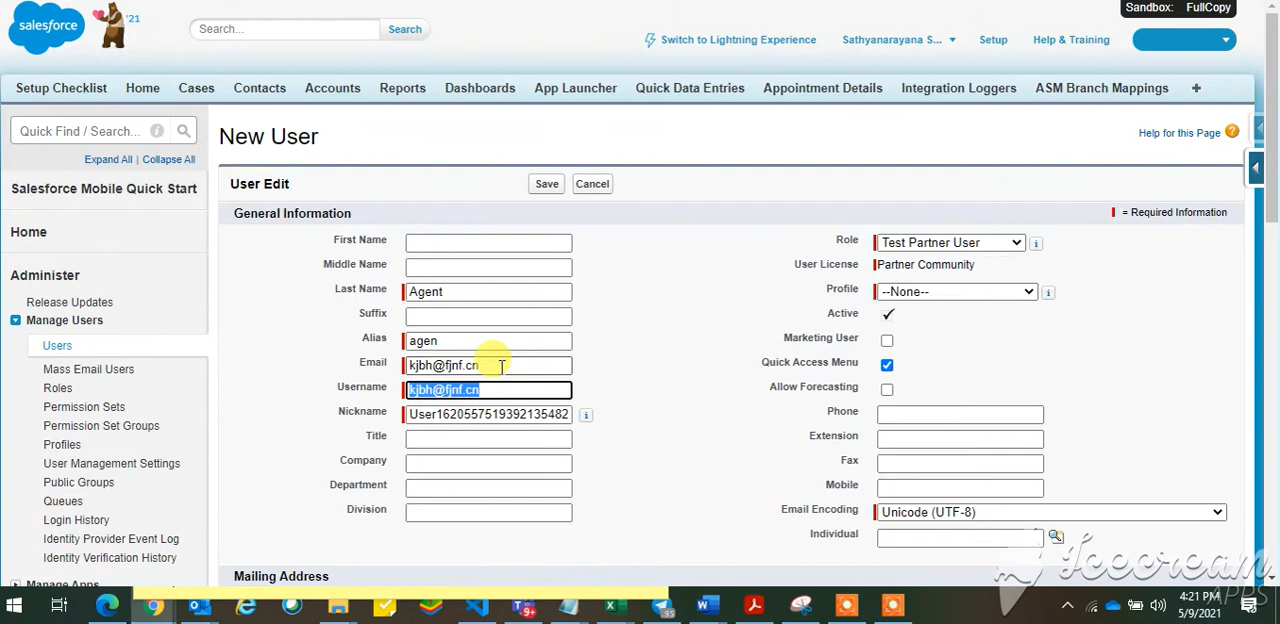 Sandbox: FullCopy
salesforce
'21
Search...
Search
Switch to Lightning Experience
Sathyanarayana S...
Setup
Help & Training
Setup Checklist
Home
Cases
Contacts
Accounts
Reports
Dashboards
App Launcher
Quick Data Entries
Appointment Details
Integration Loggers
ASM Branch Mappings
+
Quick Find / Search...
Expand All | Collapse All
Salesforce Mobile Quick Start
Home
Administer
Release Updates
Manage Users
Users
Mass Email Users
Roles
Permission Sets
Permission Set Groups
Profiles
User Management Settings
Public Groups
Queues
Login History
Identity Provider Event Log
Identity Verification History
Manage Apps
New User
Help for this Page ?
User Edit
Save
Cancel
General Information
= Required Information
First Name
Middle Name
Last Name Agent
Suffix
Alias agen
Email kjbh@fjnf.cn
Username kjbh@fjnf.cn
Nickname User1620557519392135482
Title
Company
Department
Division
Role Test Partner User
User License Partner Community
Profile --None--
Active
Marketing User
Quick Access Menu
Allow Forecasting
Phone
Extension
Fax
Mobile
Email Encoding Unicode (UTF-8)
Individual
Mailing Address
Icecream
APPS
4:21 PM
5/9/2021